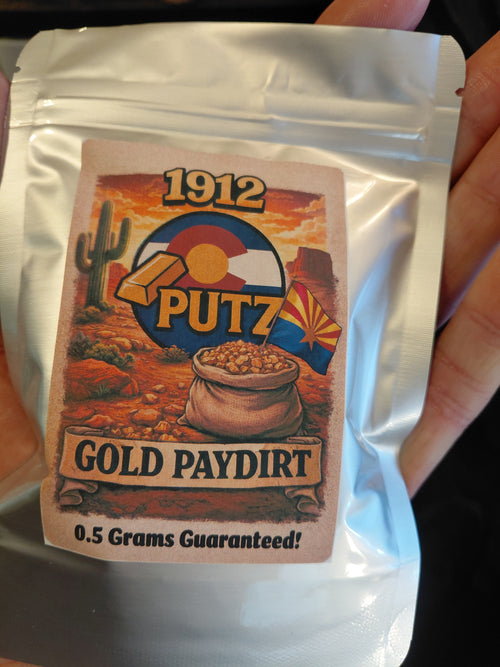 1912
PUTZ
GOLD PAYDIRT
0.5 Grams Guaranteed!